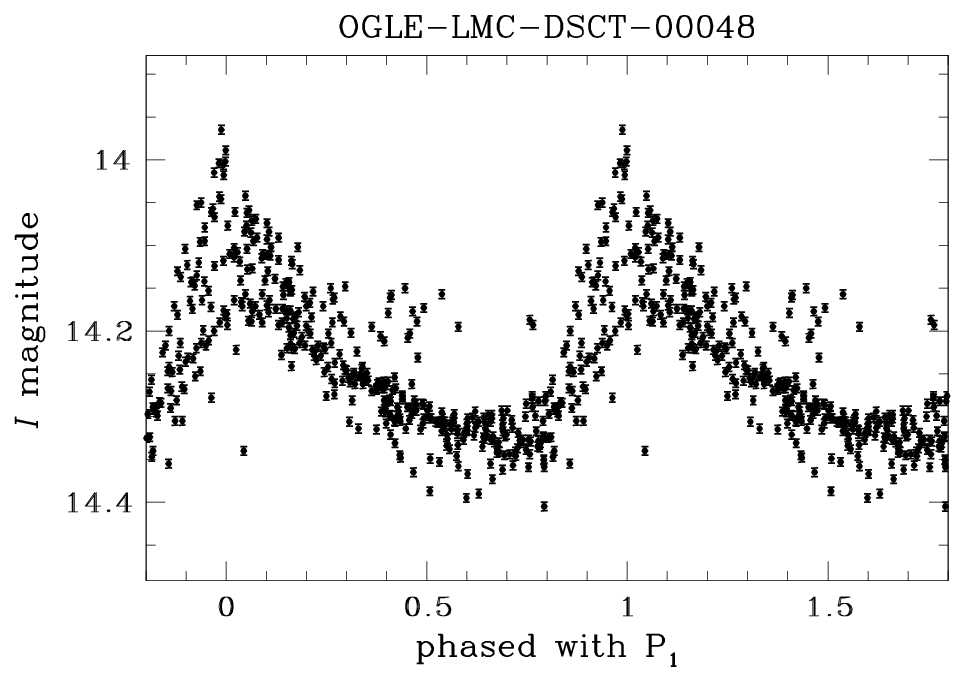 OGLE-LMC-DSCT-00048
14
14.2
14.4
I magnitude
0 0.5 1 1.5
phased with P₁